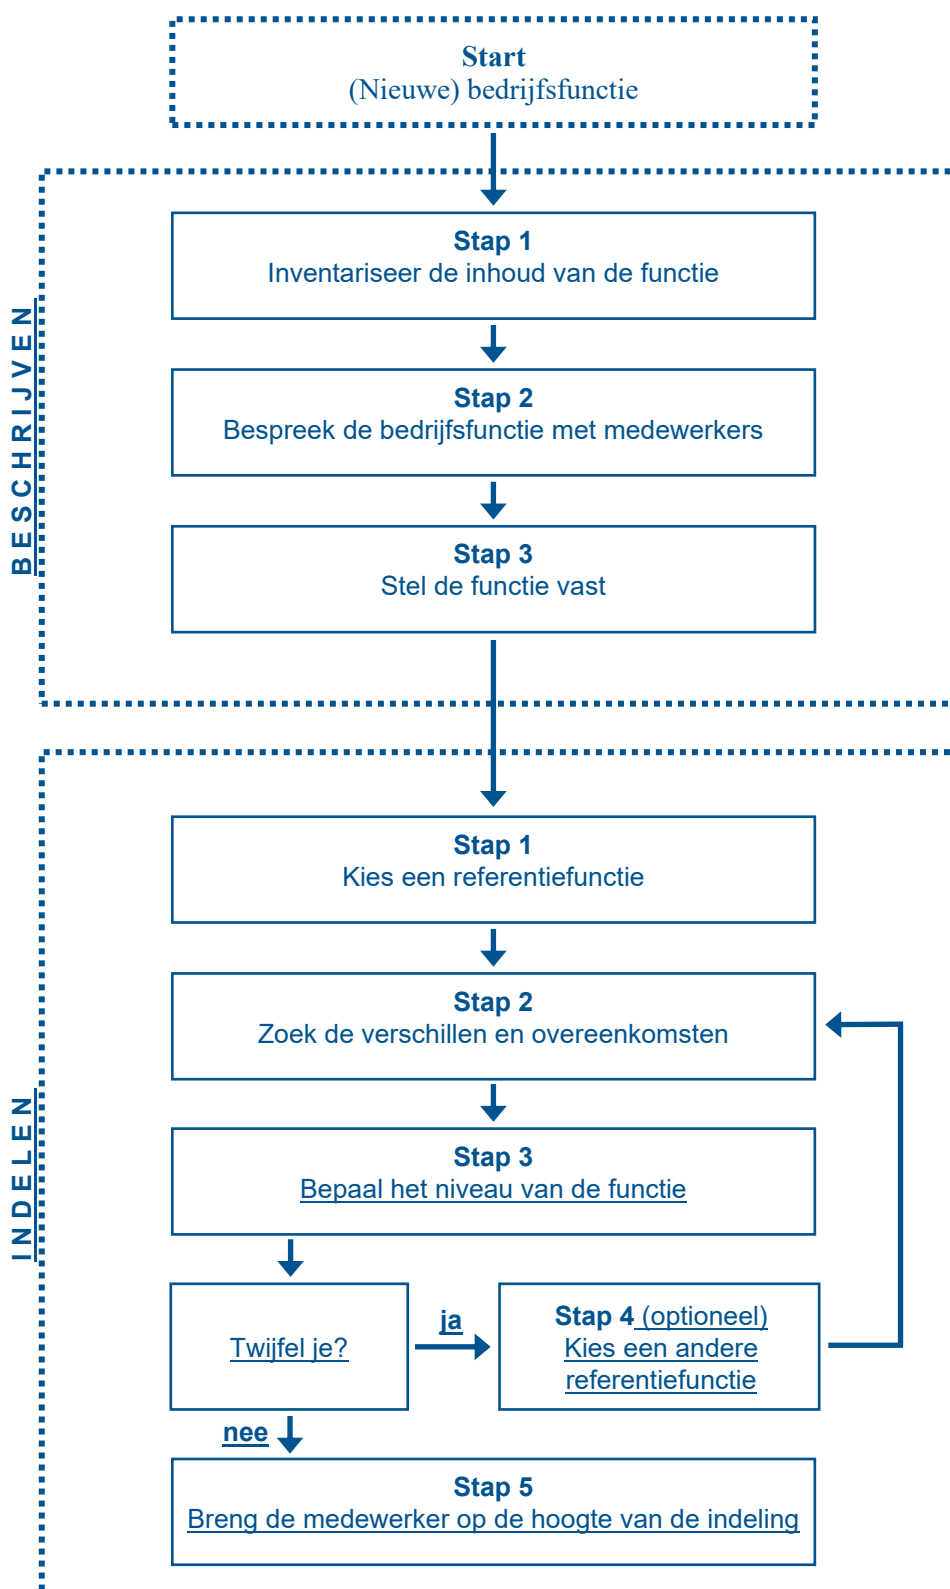 Start
(Nieuwe) bedrijfsfunctie
BESCHRIJVEN
Stap 1
Inventariseer de inhoud van de functie
Stap 2
Bespreek de bedrijfsfunctie met medewerkers
Stap 3
Stel de functie vast
INDELEN
Stap 1
Kies een referentiefunctie
Stap 2
Zoek de verschillen en overeenkomsten
Stap 3
Bepaal het niveau van de functie
Twijfel je?
ja
Stap 4 (optioneel)
Kies een andere
referentiefunctie
nee
Stap 5
Breng de medewerker op de hoogte van de indeling